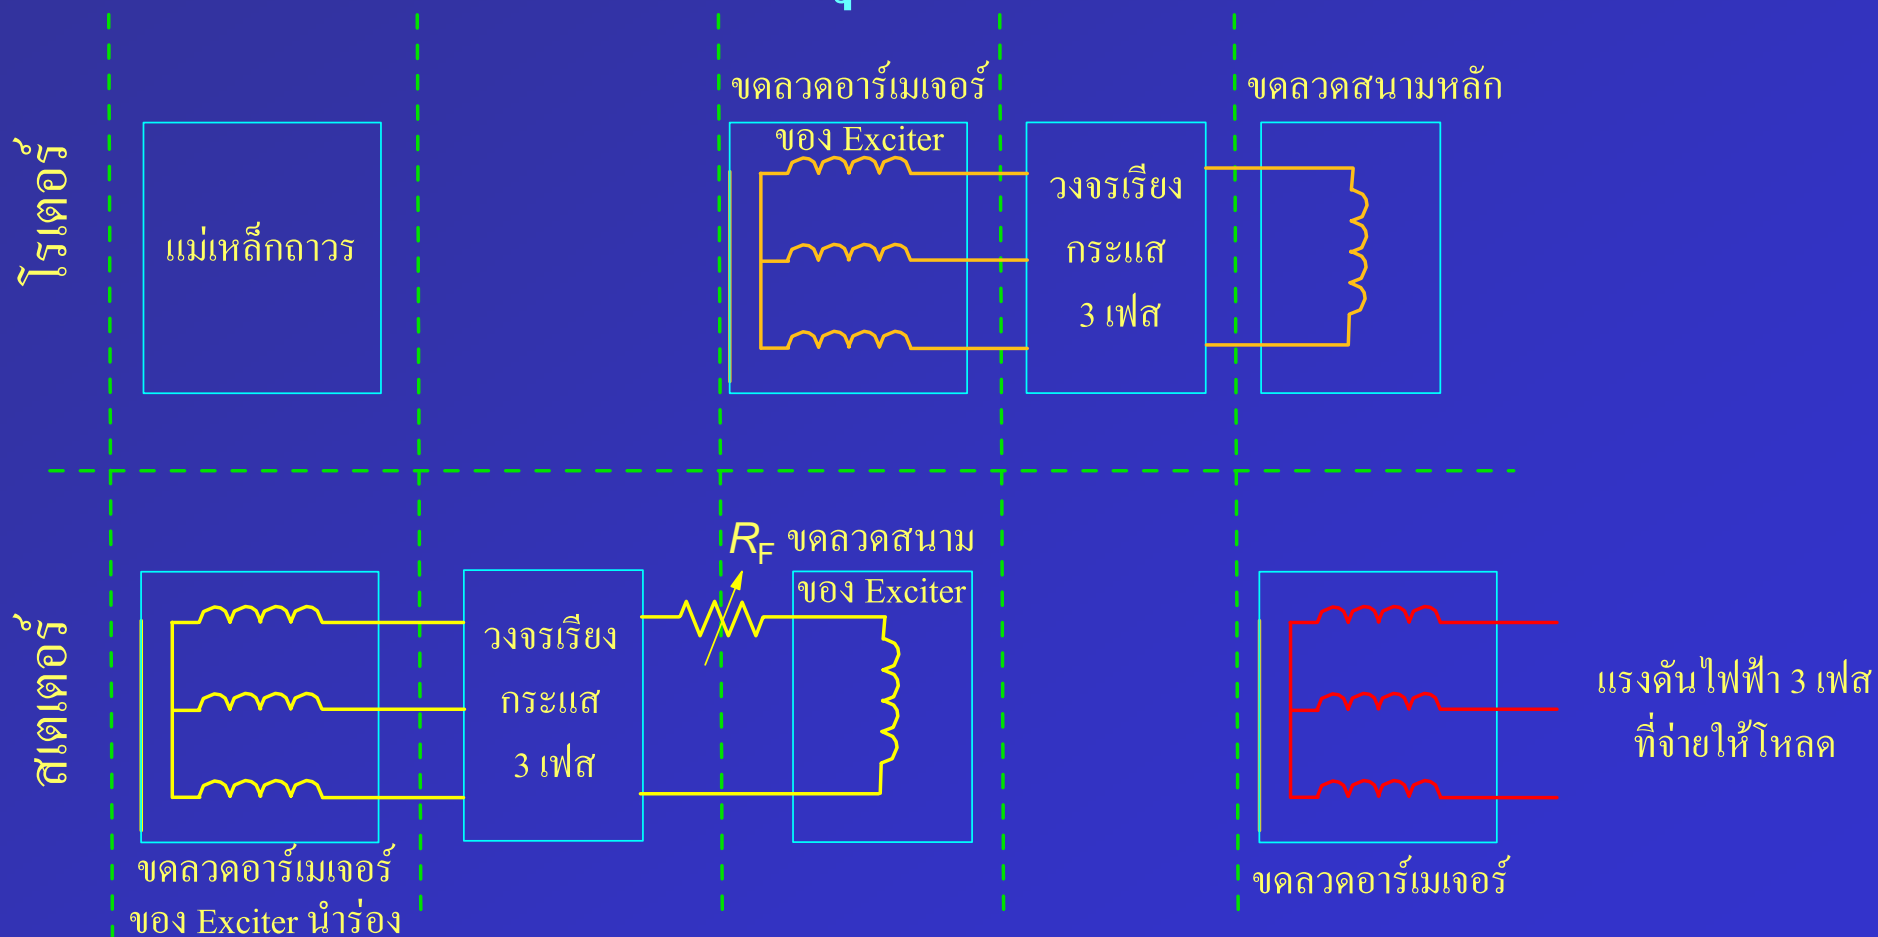 ขดลวดอาร์เมเจอร์
ของ Exciter
ขดลวดสนามหลัก
โรเตอร์
แม่เหล็กถาวร
วงจรเรียง
กระแส
3 เฟส
R_F
ขดลวดสนาม
ของ Exciter
สเตเตอร์
วงจรเรียง
กระแส
3 เฟส
แรงดันไฟฟ้า 3 เฟส
ที่จ่ายให้โหลด
ขดลวดอาร์เมเจอร์
ของ Exciter นำร่อง
ขดลวดอาร์เมเจอร์